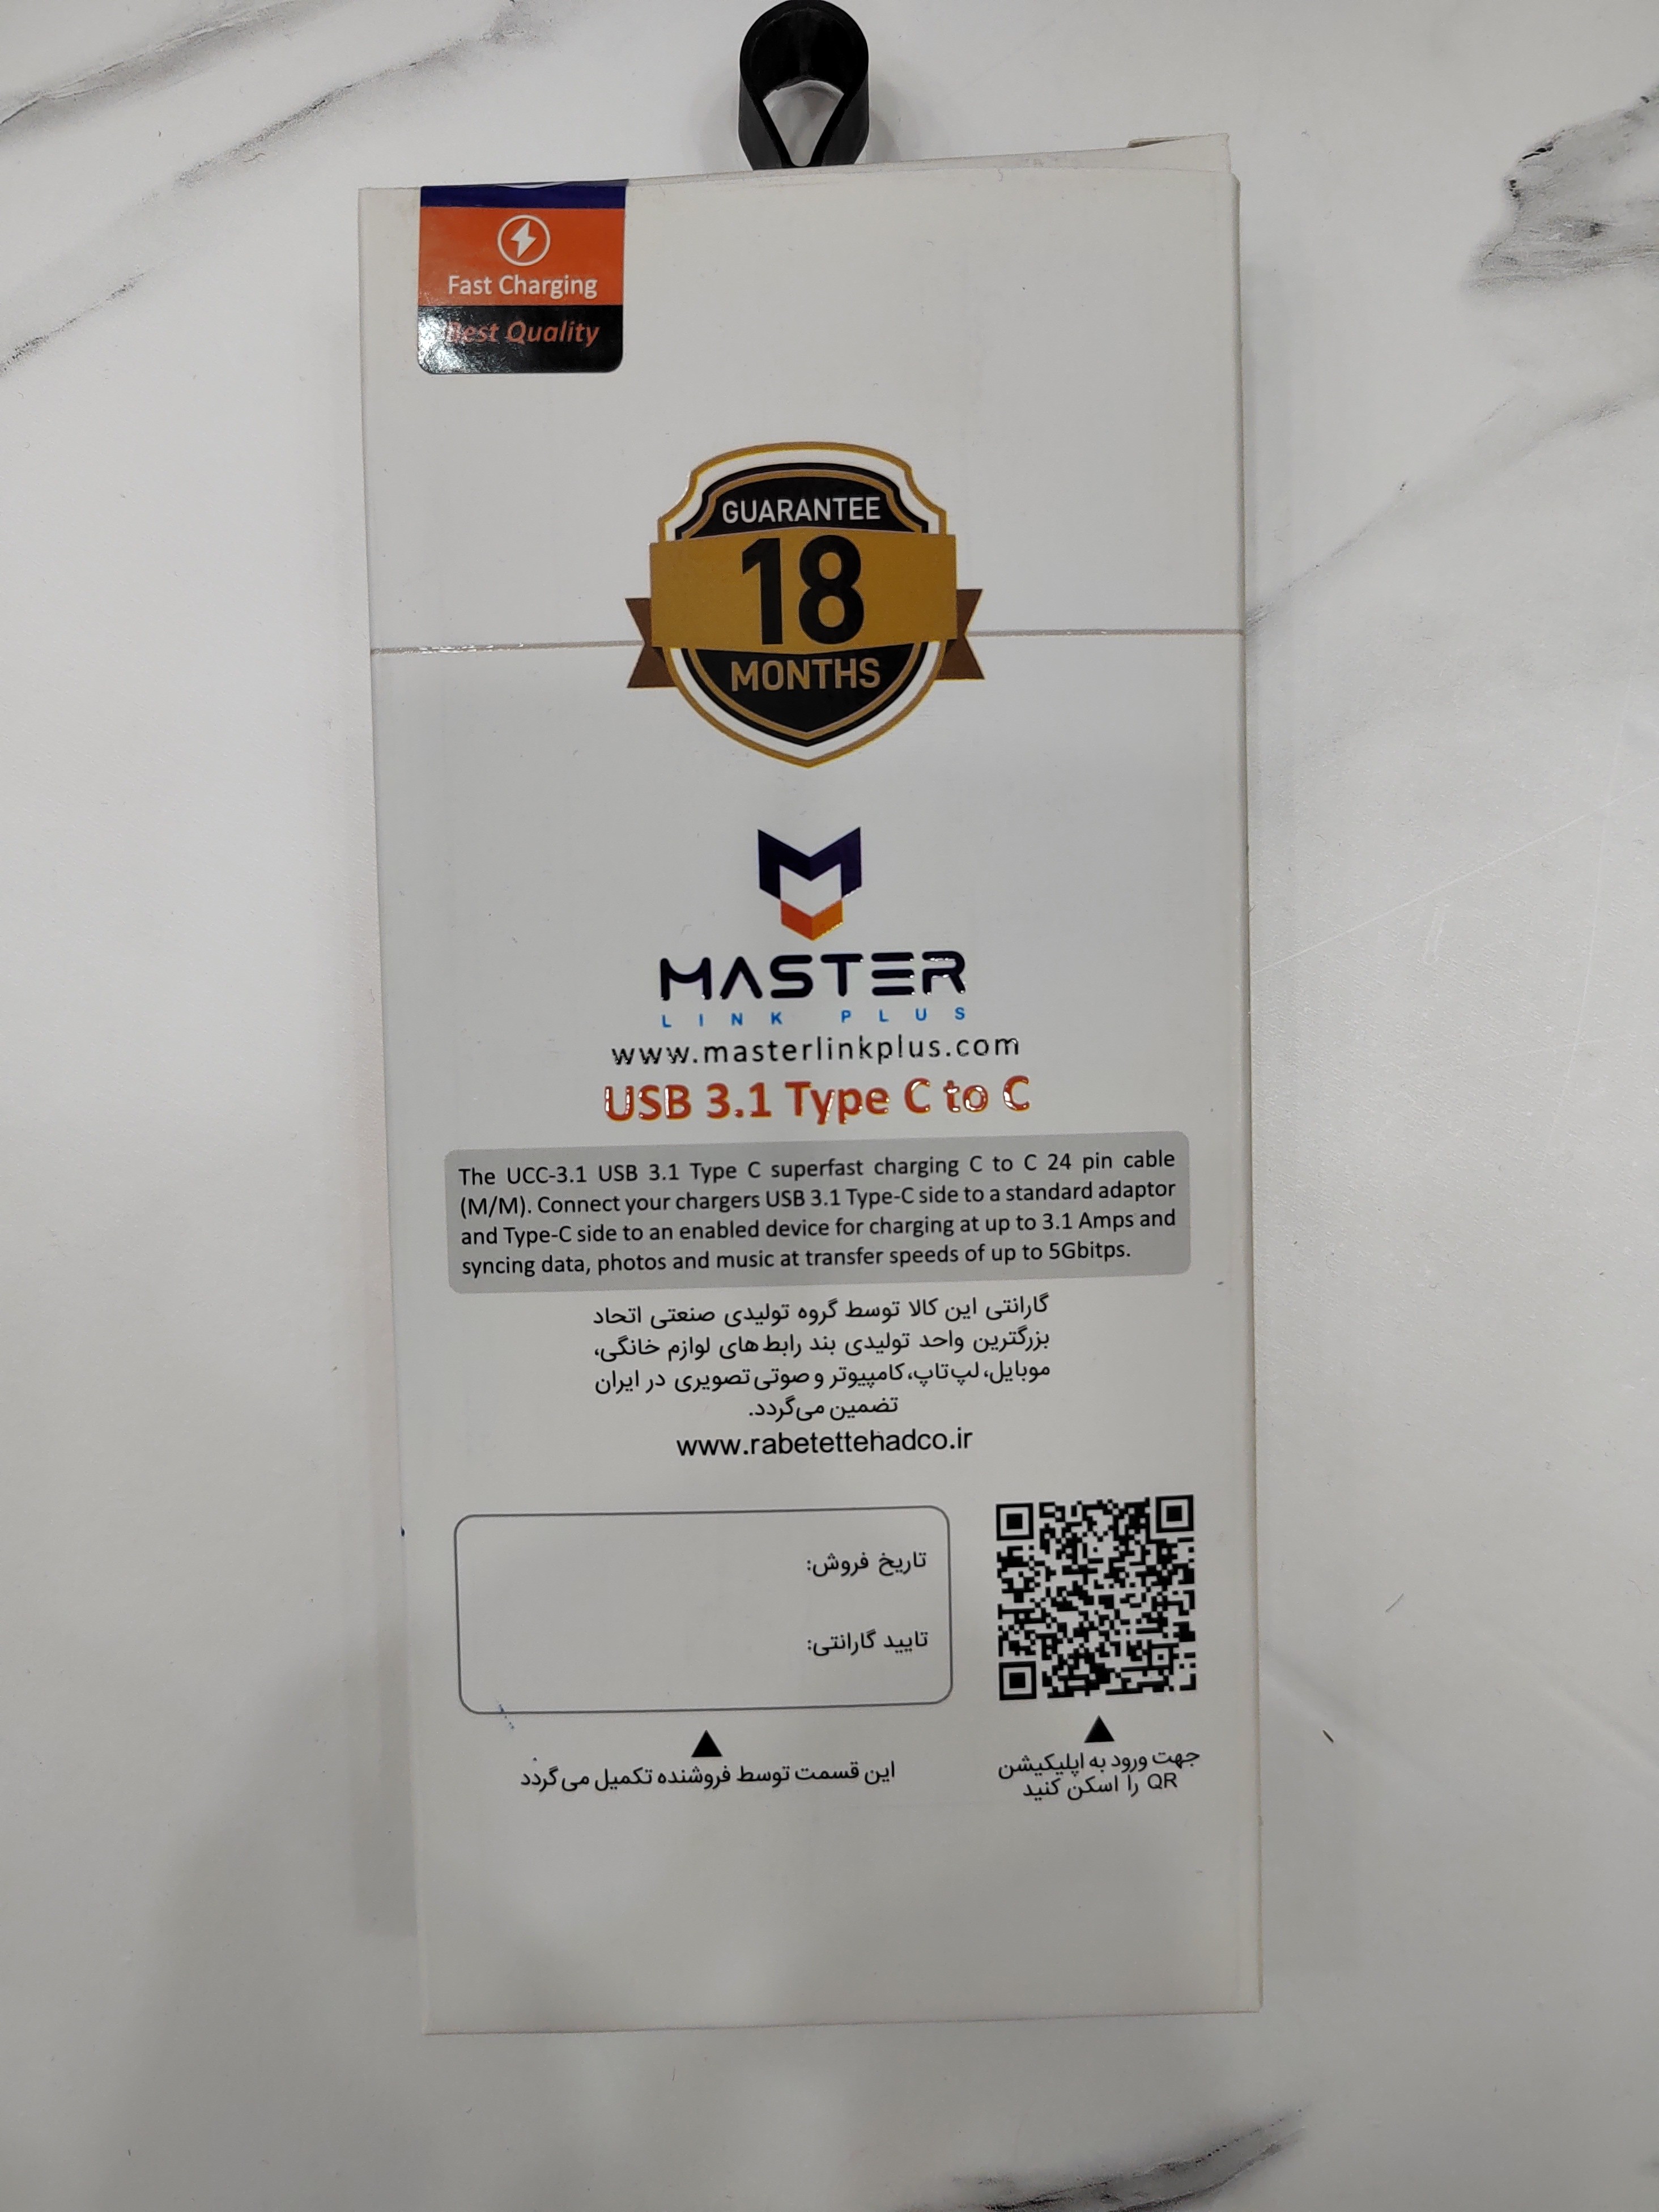 Fast Charging
Best Quality
GUARANTEE
18
MONTHS
MASTER
LINK PLUS
www.masterlinkplus.com
USB 3.1 Type C to C
The UCC-3.1 USB 3.1 Type C superfast charging C to C 24 pin cable
(M/M). Connect your chargers USB 3.1 Type-C side to a standard adaptor
and Type-C side to an enabled device for charging at up to 3.1 Amps and
syncing data, photos and music at transfer speeds of up to 5Gbitps.
گارانتی این کالا توسط گروه تولیدی صنعتی اتحاد
بزرگترین واحد تولیدی بند رابط های لوازم خانگی،
موبایل، لپ تاپ، کامپیوتر و صوتی تصویری در ایران
تضمین می‌گردد.
www.rabetettehadco.ir
تاریخ فروش:
تایید گارانتی:
این قسمت توسط فروشنده تکمیل می گردد
جهت ورود به اپلیکیشن
QR را اسکن کنید